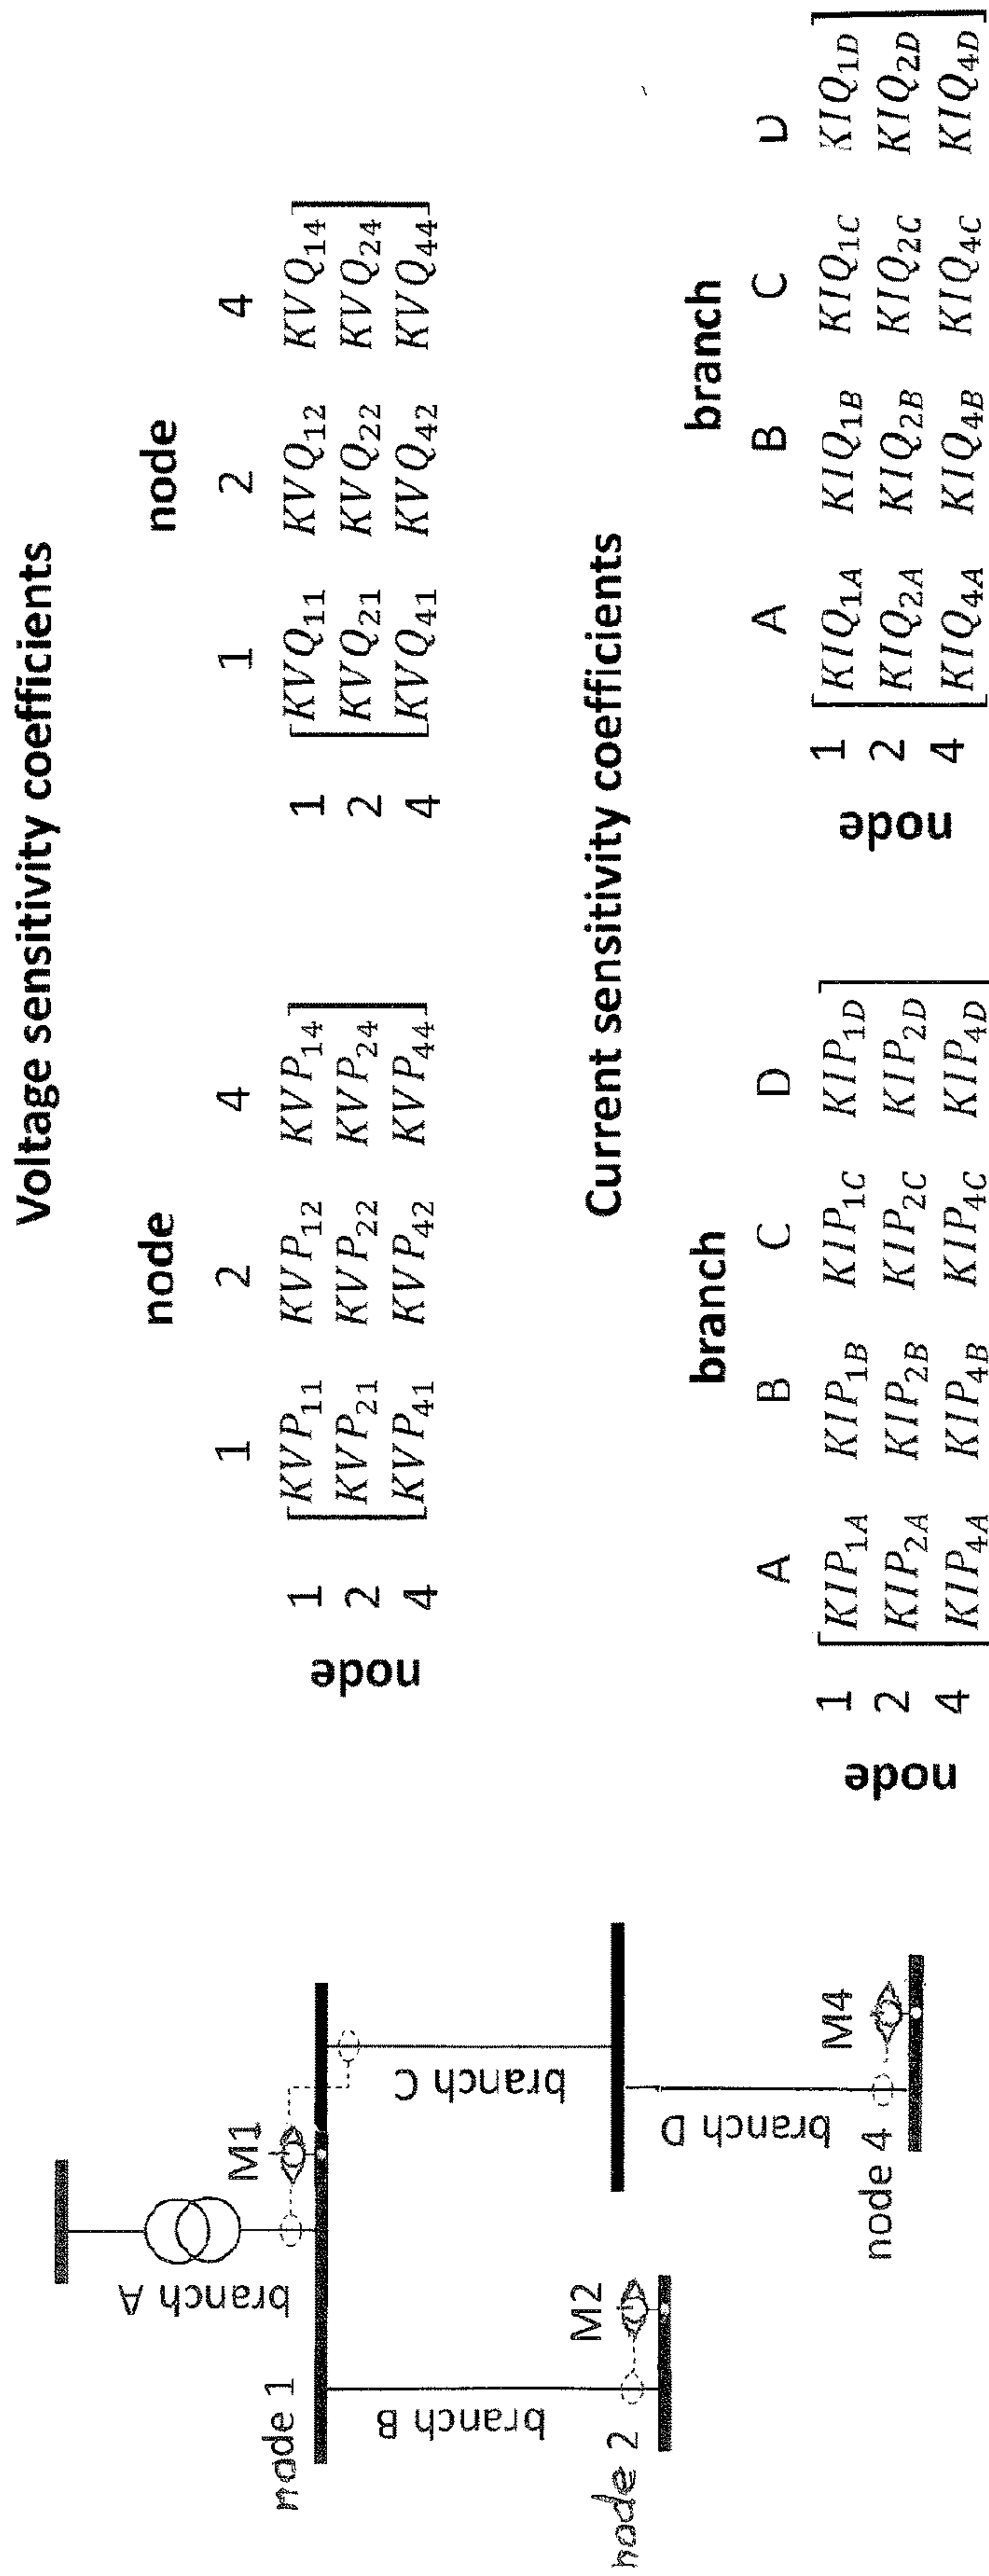 Voltage sensitivity coefficients
node
1 2 4
node
1 KVP₁₁ KVP₁₂ KVP₁₄
2 KVP₂₁ KVP₂₂ KVP₂₄
4 KVP₄₁ KVP₄₂ KVP₄₄
node
1 2 4
1 KVQ₁₁ KVQ₁₂ KVQ₁₄
2 KVQ₂₁ KVQ₂₂ KVQ₂₄
4 KVQ₄₁ KVQ₄₂ KVQ₄₄
Current sensitivity coefficients
branch
A B C D
node
1 KIP₁A KIP₁B KIP₁C KIP₁D
2 KIP₂A KIP₂B KIP₂C KIP₂D
4 KIP₄A KIP₄B KIP₄C KIP₄D
branch
A B C D
node
1 KIQ₁A KIQ₁B KIQ₁C KIQ₁D
2 KIQ₂A KIQ₂B KIQ₂C KIQ₂D
4 KIQ₄A KIQ₄B KIQ₄C KIQ₄D
branch A
M1
node 1
branch B
branch C
M2
node 2
branch D
M4
node 4